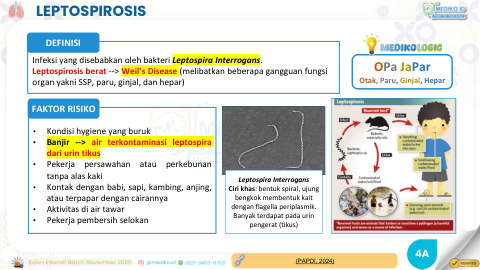 LEPTOSPIROSIS
MEDIKO.ID
DEFINISI
Infeksi yang disebabkan oleh bakteri Leptospira Interrogans.
Leptospirosis berat --> Weil's Disease (melibatkan beberapa gangguan fungsi
organ yakni SSP, paru, ginjal, dan hepar)
MEDIKOLOGIC
OPa JaPar
Otak, Paru, Ginjal, Hepar
FAKTOR RISIKO
• Kondisi hygiene yang buruk
• Banjir --> air terkontaminasi leptospira
dari urin tikus
• Pekerja persawahan atau perkebunan
tanpa alas kaki
• Kontak dengan babi, sapi, kambing, anjing,
atau terpapar dengan cairannya
• Aktivitas di air tawar
• Pekerja pembersih selokan
Leptospira Interrogans
Ciri khas: bentuk spiral, ujung
bengkok membentuk kait
dengan flagella periplasmik.
Banyak terdapat pada urin
pengerat (tikus)
Leptospirosis
(PAPDI, 2024)
4A